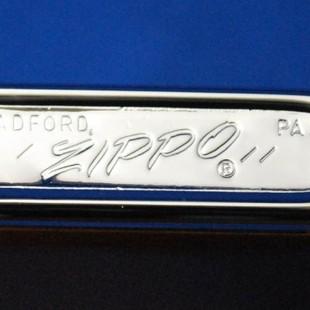 ADFORD, PA
/ ZIPPO® //